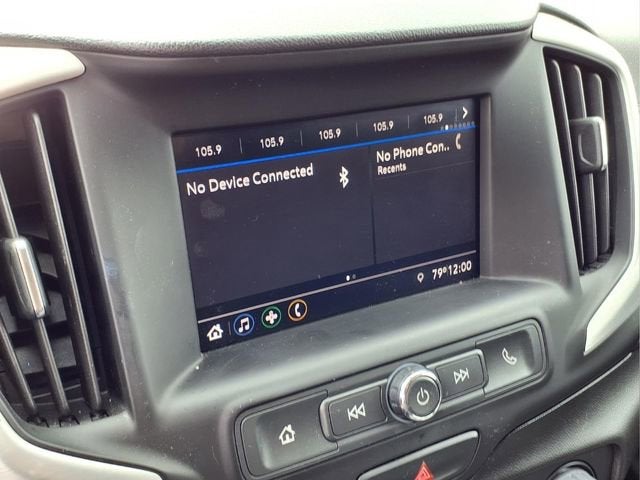 105.9 105.9 105.9 105.9 105.9
No Device Connected
No Phone Con..
Recents
79° 12:00